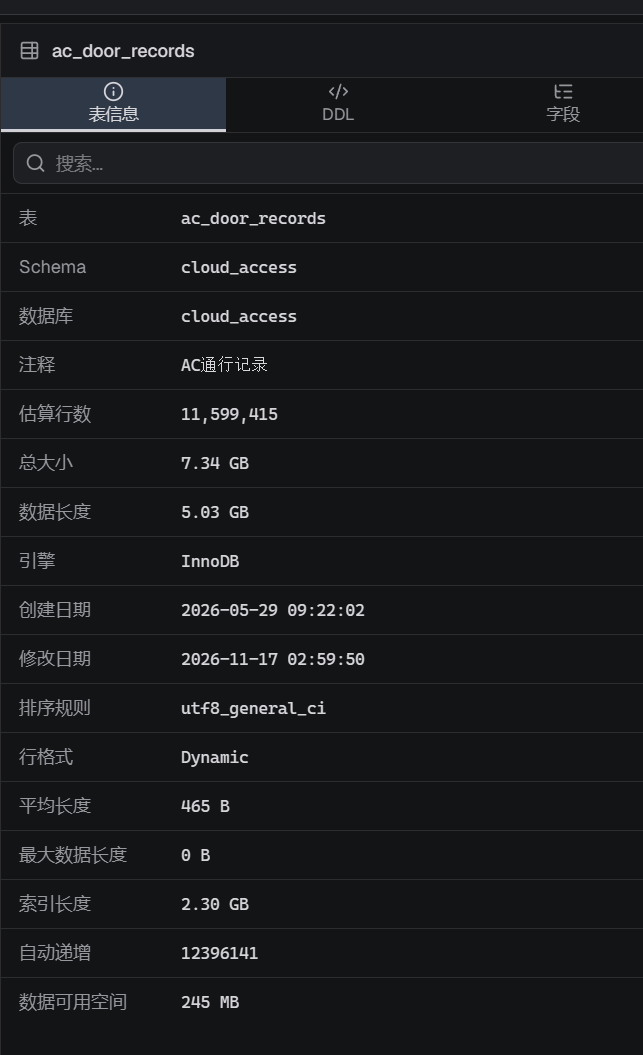 ac_door_records
表信息
DDL
字段
搜索...
表 ac_door_records
Schema cloud_access
数据库 cloud_access
注释 AC通行记录
估算行数 11,599,415
总大小 7.34 GB
数据长度 5.03 GB
引擎 InnoDB
创建日期 2026-05-29 09:22:02
修改日期 2026-11-17 02:59:50
排序规则 utf8_general_ci
行格式 Dynamic
平均长度 465 B
最大数据长度 0 B
索引长度 2.30 GB
自动递增 12396141
数据可用空间 245 MB